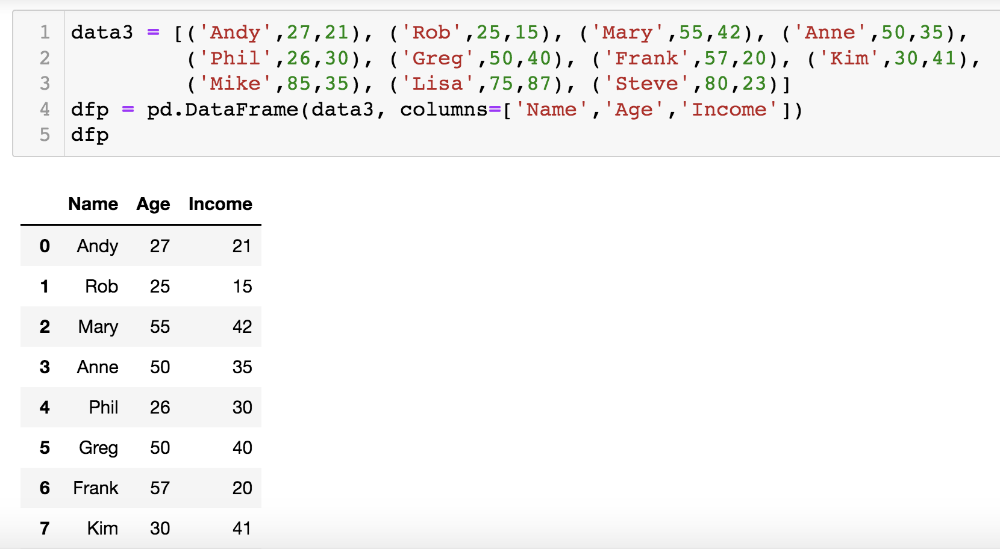 1 data3 = [('Andy',27,21), ('Rob',25,15), ('Mary',55,42), ('Anne',50,35),
2 ('Phil',26,30), ('Greg',50,40), ('Frank',57,20), ('Kim',30,41),
3 ('Mike',85,35), ('Lisa',75,87), ('Steve',80,23)]
4 dfp = pd.DataFrame(data3, columns=['Name','Age','Income'])
5 dfp
Name Age Income
0 Andy 27 21
1 Rob 25 15
2 Mary 55 42
3 Anne 50 35
4 Phil 26 30
5 Greg 50 40
6 Frank 57 20
7 Kim 30 41